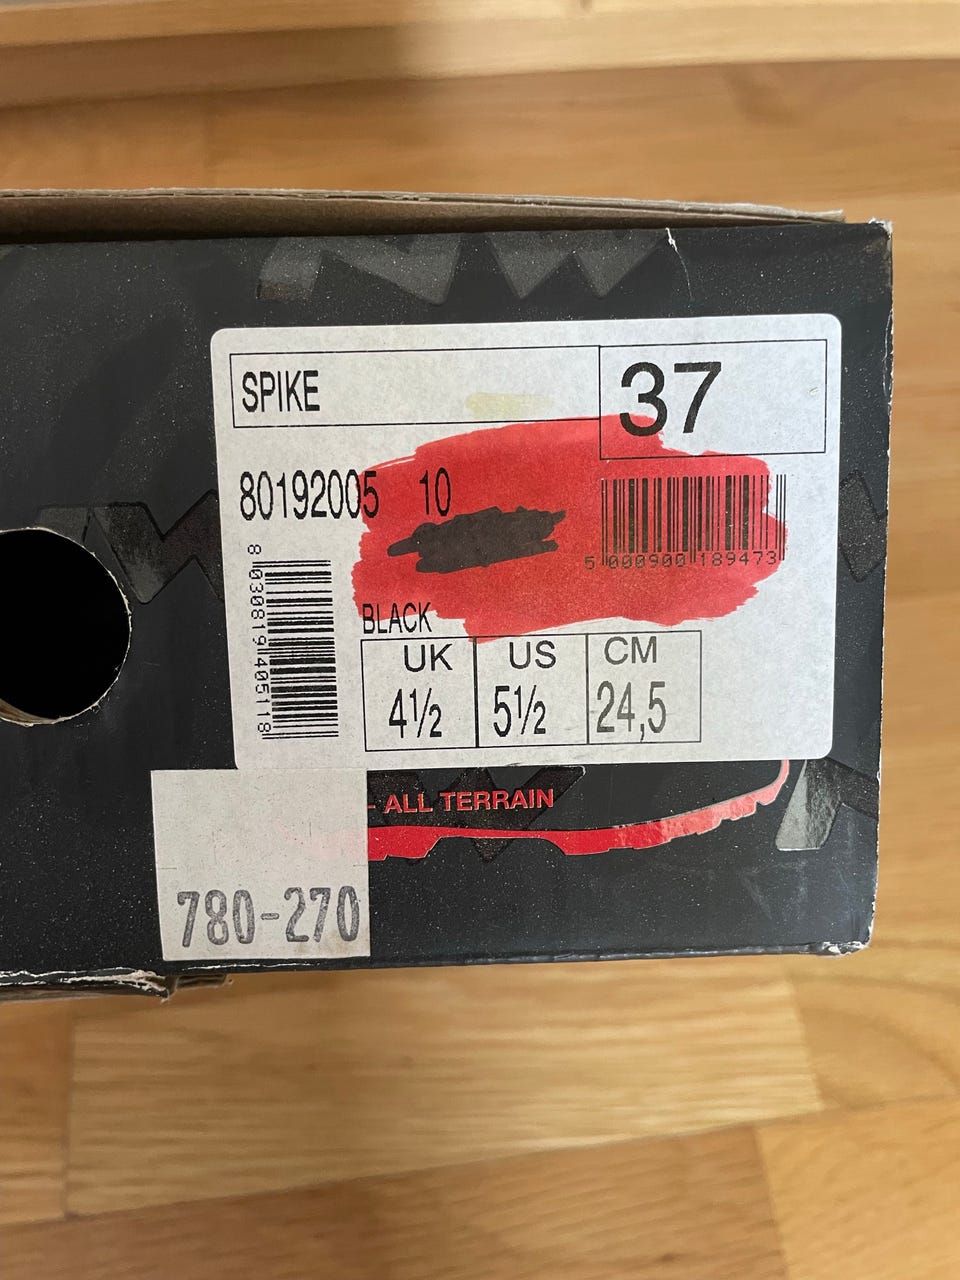 SPIKE
37
80192005 10
5 000900 189473
8 030819 405118
BLACK
UK US CM
4½ 5½ 24,5
- ALL TERRAIN
780-270